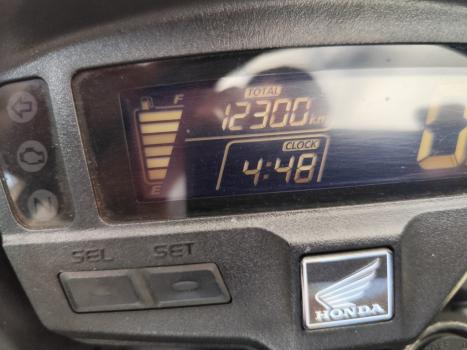 TOTAL
F
12300 km
CLOCK
4:48
E
SEL SET
HONDA